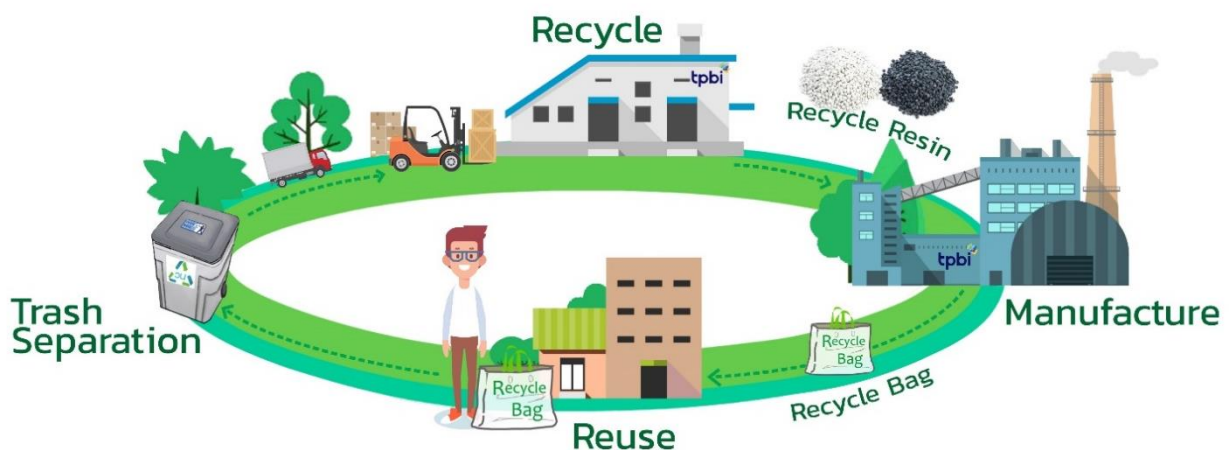 Recycle
tpbi
Recycle Resin
tpbi
Manufacture
Trash
Separation
Recycle
Bag
Recycle Bag
Recycle
Bag
Reuse